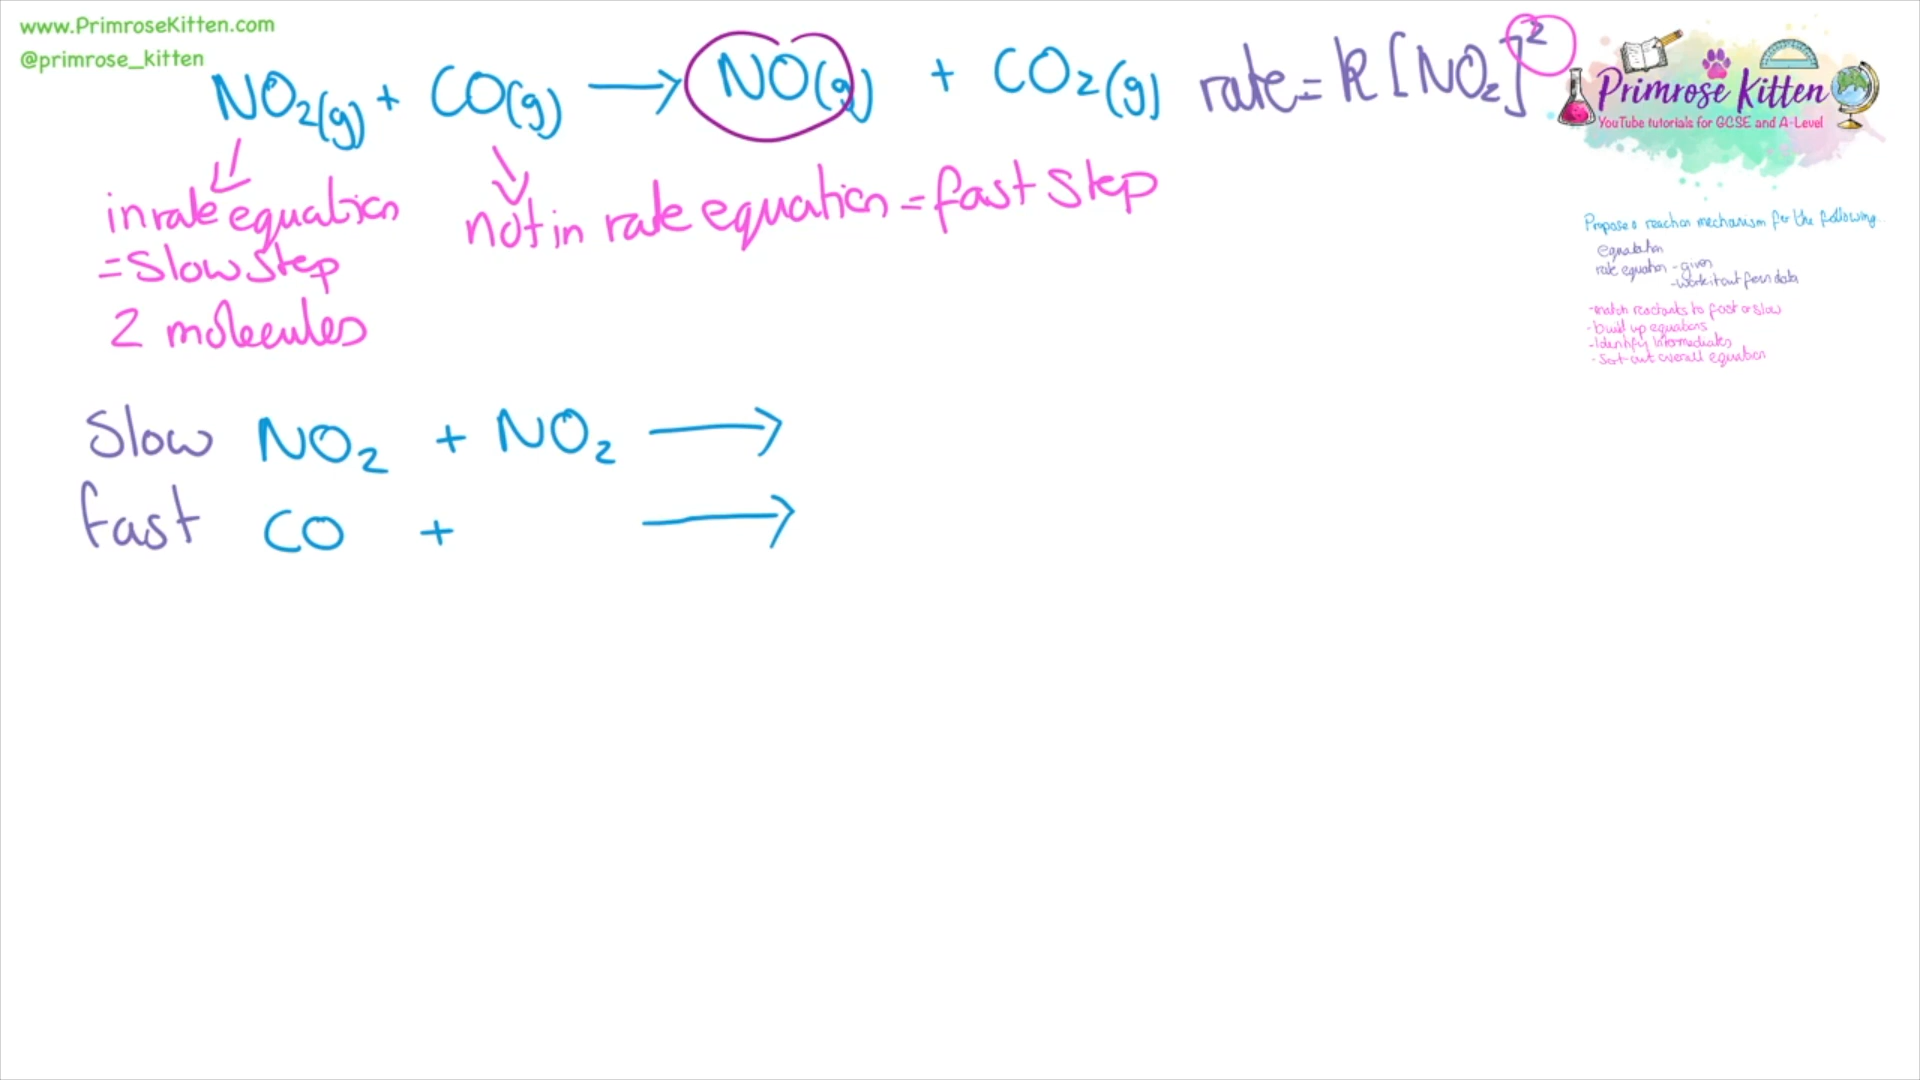 www.PrimroseKitten.com
@primrose_kitten
NO₂(g) + CO(g) → NO(g) + CO₂(g) rate = k[NO₂]²
Primrose Kitten
YouTube tutorials for GCSE and A-Level
in rate equation
= slow step
2 molecules
not in rate equation = fast step
Propose a reaction mechanism for the following..
equatation
rate equation - given
- work it out from data
- match reactants to fast or slow
- build up equations
- Identify Intermediates
- Sort out overall equation
Slow NO₂ + NO₂ →
fast CO + →